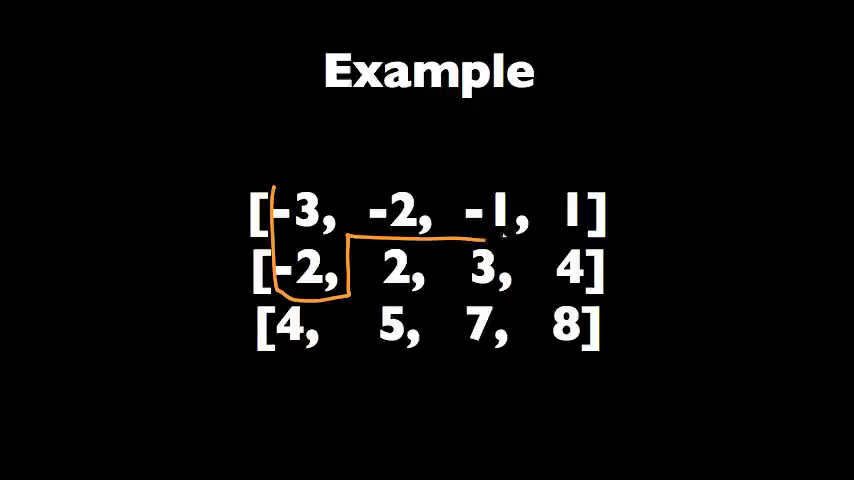 Example
[-3, -2, -1, 1]
[-2, 2, 3, 4]
[4, 5, 7, 8]